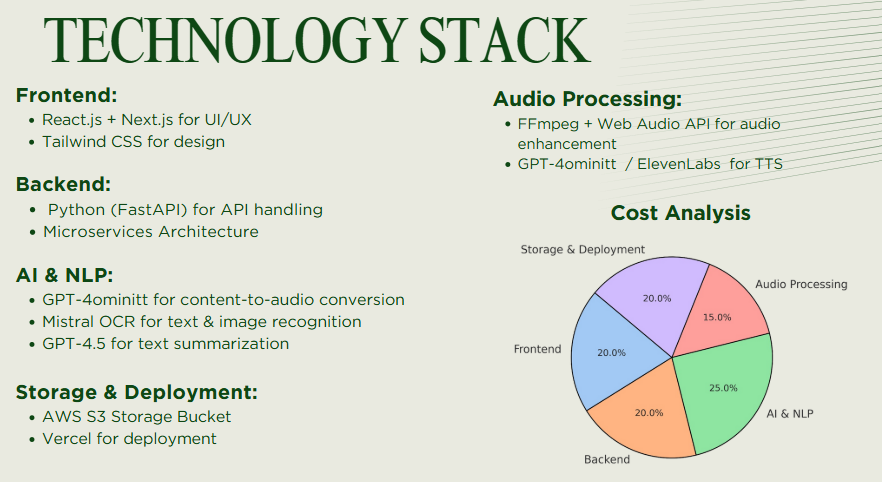 TECHNOLOGY STACK
Frontend:
• React.js + Next.js for UI/UX
• Tailwind CSS for design
Backend:
• Python (FastAPI) for API handling
• Microservices Architecture
AI & NLP:
• GPT-4ominitt for content-to-audio conversion
• Mistral OCR for text & image recognition
• GPT-4.5 for text summarization
Storage & Deployment:
• AWS S3 Storage Bucket
• Vercel for deployment
Audio Processing:
• FFmpeg + Web Audio API for audio
enhancement
• GPT-4ominitt / ElevenLabs for TTS
Cost Analysis
Storage & Deployment
20.0%
Audio Processing
15.0%
Frontend
20.0%
AI & NLP
25.0%
Backend
20.0%